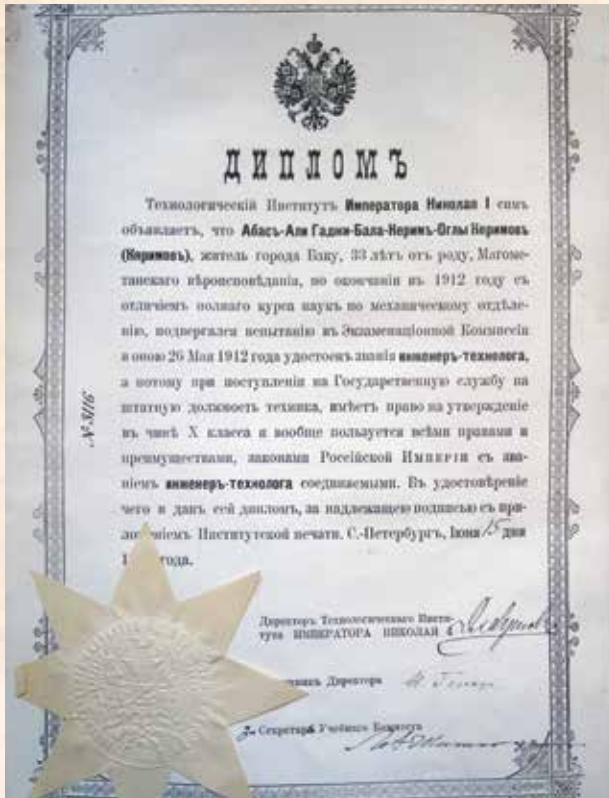 ДИПЛОМЪ
Технологическій Институтъ Императора Николая I симъ
объявляетъ, что Абасъ-Али Гаджи-Бала-Керимъ-Оглы Керимовъ
(Керимовъ), житель города Баку, 33 лѣтъ отъ роду, Магоме-
танскаго вѣроисповѣданія, по окончаніи въ 1912 году съ
отличіемъ полнаго курса наукъ по механическому отдѣле-
нію, подвергался испытанію въ Экзаменаціонной Коммисіи
и оною 26 Мая 1912 года удостоенъ званія инженеръ-технолога,
а потому при поступленіи на Государственную службу на
штатную должность техника, имѣетъ право на утвержденіе
въ чинѣ X класса и вообще пользуется всѣми правами и
преимуществами, законами Россійской Имперіи съ зва-
ніемъ инженеръ-технолога соединяемыми. Въ удостовѣреніе
чего и данъ сей дипломъ, за надлежащею подписью съ при-
ложеніемъ Институтской печати. С.-Петербургъ, Іюня 15 дня
года.
№ 3116
Директоръ Технологическаго Инсти-
тута ИМПЕРАТОРА НИКОЛАЯ I
Директора
Секретарь Учебнаго Комитета